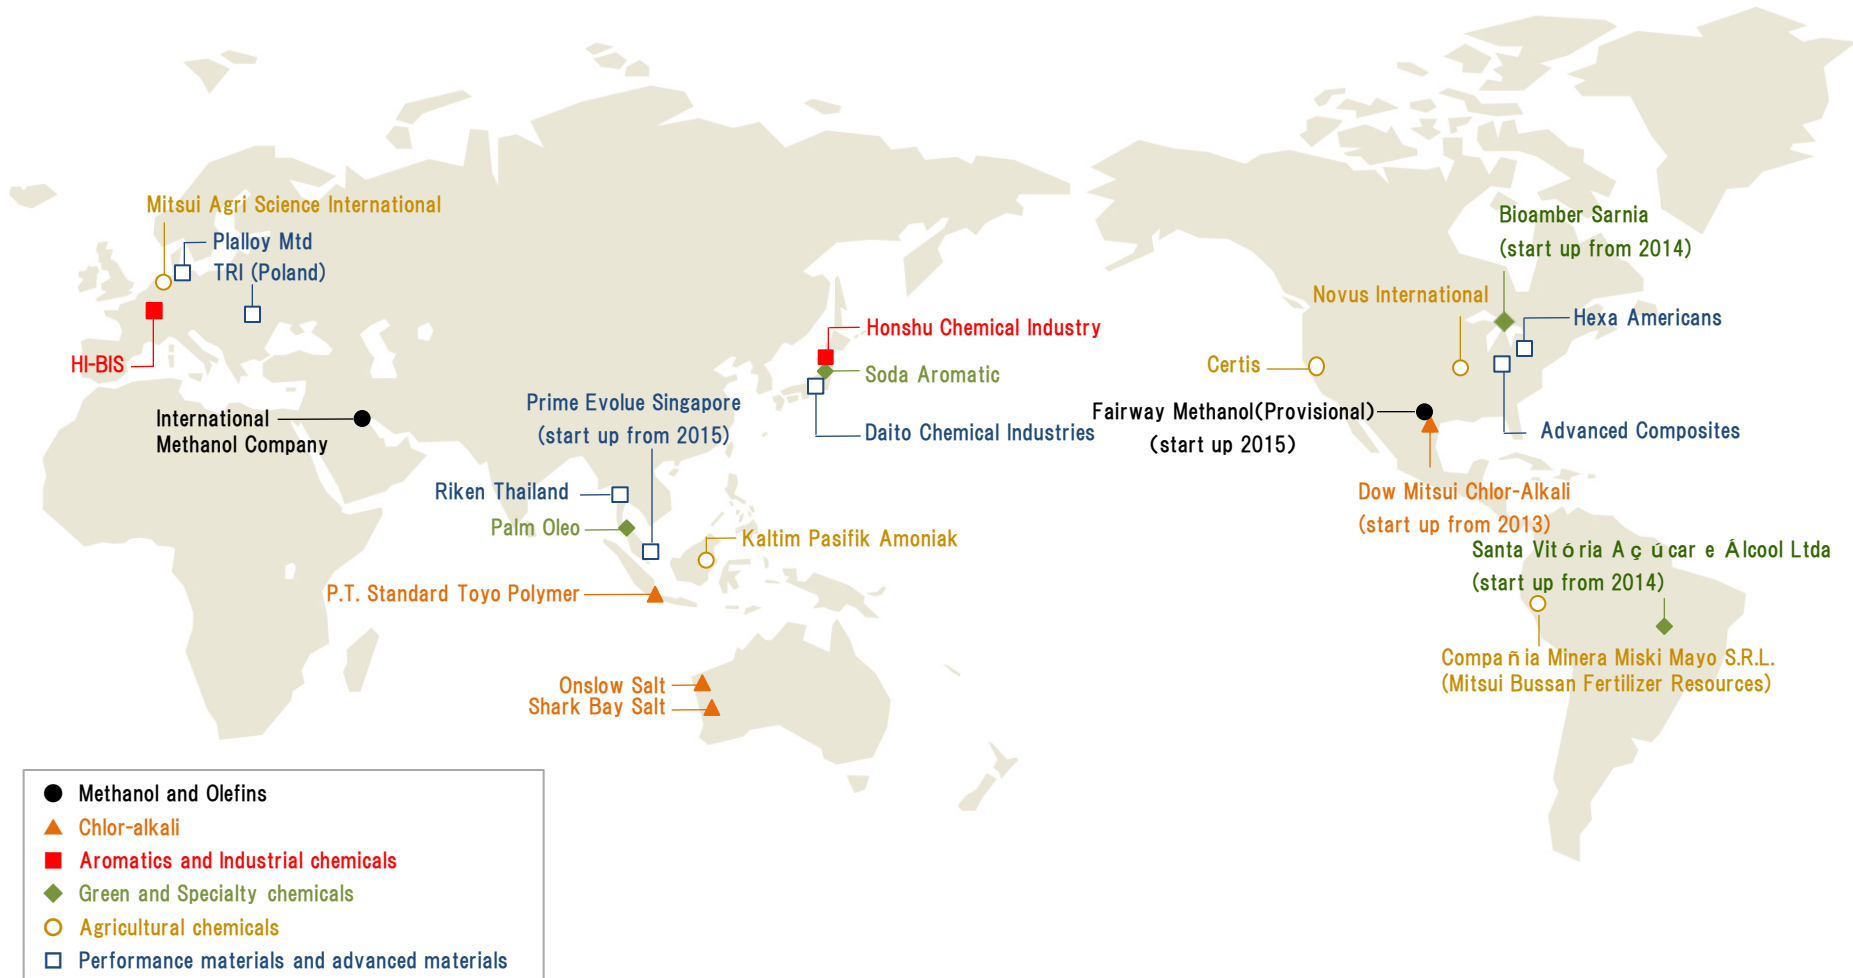 Mitsui Agri Science International
Plalloy Mtd
TRI (Poland)
HI-BIS
International
Methanol Company
Prime Evolue Singapore
(start up from 2015)
Riken Thailand
Palm Oleo
P.T. Standard Toyo Polymer
Kaltim Pasifik Amoniak
Onslow Salt
Shark Bay Salt
Honshu Chemical Industry
Soda Aromatic
Daito Chemical Industries
Bioamber Sarnia
(start up from 2014)
Novus International
Hexa Americans
Certis
Fairway Methanol(Provisional)
(start up 2015)
Advanced Composites
Dow Mitsui Chlor-Alkali
(start up from 2013)
Santa Vitória Açúcar e Álcool Ltda
(start up from 2014)
Compañia Minera Miski Mayo S.R.L.
(Mitsui Bussan Fertilizer Resources)
Methanol and Olefins
Chlor-alkali
Aromatics and Industrial chemicals
Green and Specialty chemicals
Agricultural chemicals
Performance materials and advanced materials